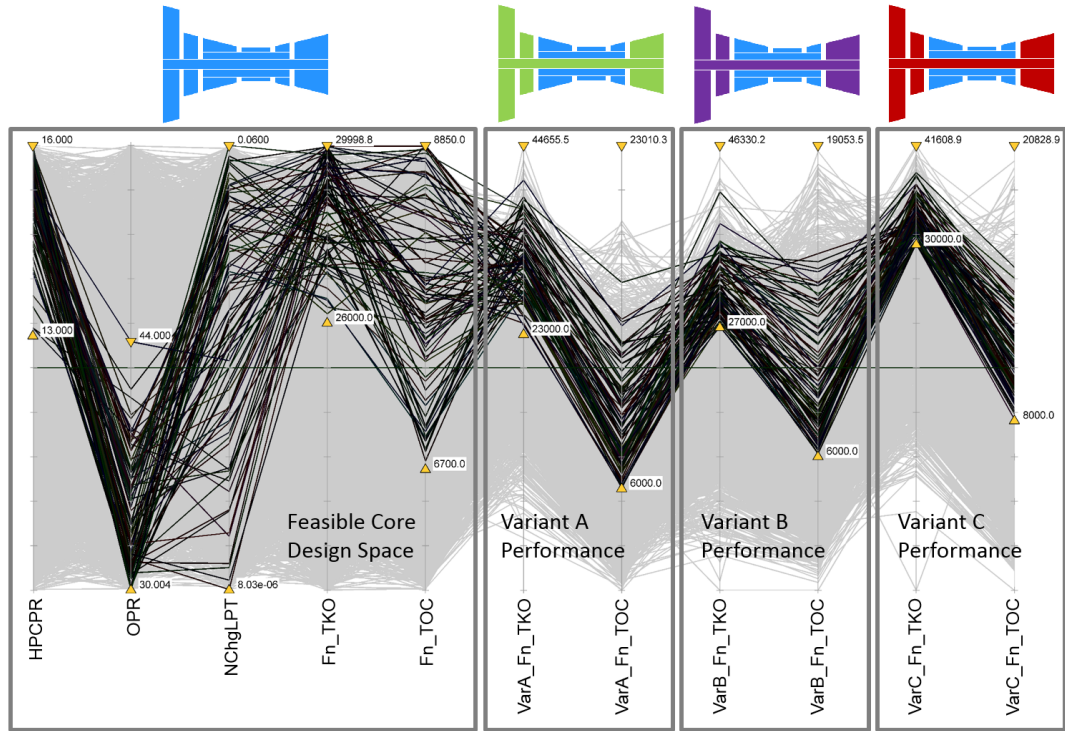 16.000
0.0600
29998.8
8850.0
44655.5
23010.3
46330.2
19053.5
41608.9
20828.9
30000.0
13.000
44.000
26000.0
23000.0
27000.0
8000.0
6700.0
6000.0
6000.0
Feasible Core
Design Space
Variant A
Performance
Variant B
Performance
Variant C
Performance
30.004
8.03e-06
HPCPR
OPR
NChgLPT
Fn_TKO
Fn_TOC
VarA_Fn_TKO
VarA_Fn_TOC
VarB_Fn_TKO
VarB_Fn_TOC
VarC_Fn_TKO
VarC_Fn_TOC